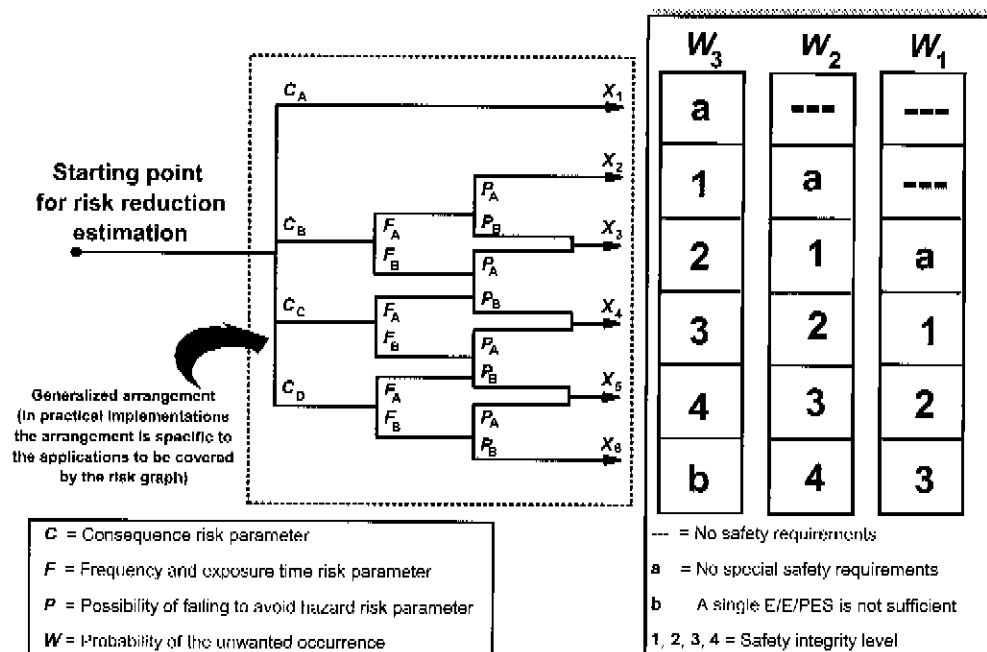 W3 W2 W1
CA X1
a --- ---
Starting point
for risk reduction
estimation
X2
PA
1 a ---
CB FA PB X3
FB PA
2 1 a
CC FA PB X4
FB PA
3 2 1
CD FA PB X5
FB PA
4 3 2
PB X6
b 4 3
Generalized arrangement
(in practical implementations
the arrangement is specific to
the applications to be covered
by the risk graph)
C = Consequence risk parameter
F = Frequency and exposure time risk parameter
P = Possibility of failing to avoid hazard risk parameter
W = Probability of the unwanted occurrence
--- = No safety requirements
a = No special safety requirements
b A single E/E/PES is not sufficient
1, 2, 3, 4 = Safety integrity level